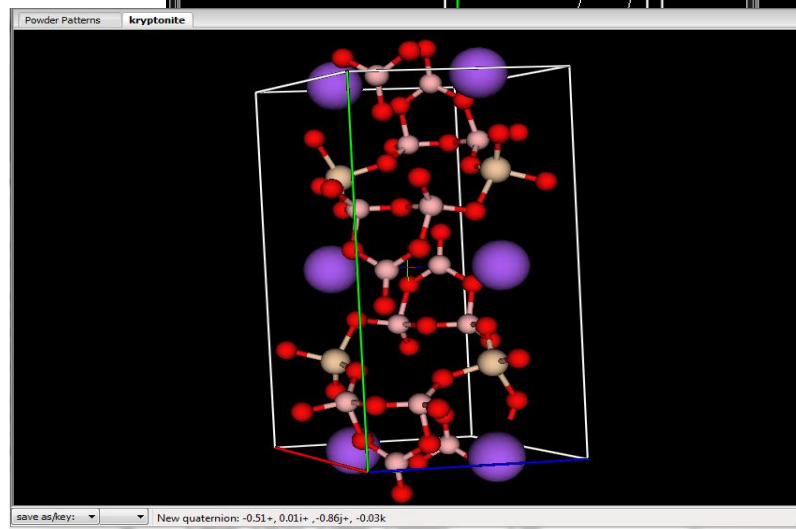 Powder Patterns kryptonite
save as/key: New quaternion: -0.51+, 0.01i+ ,-0.86j+, -0.03k